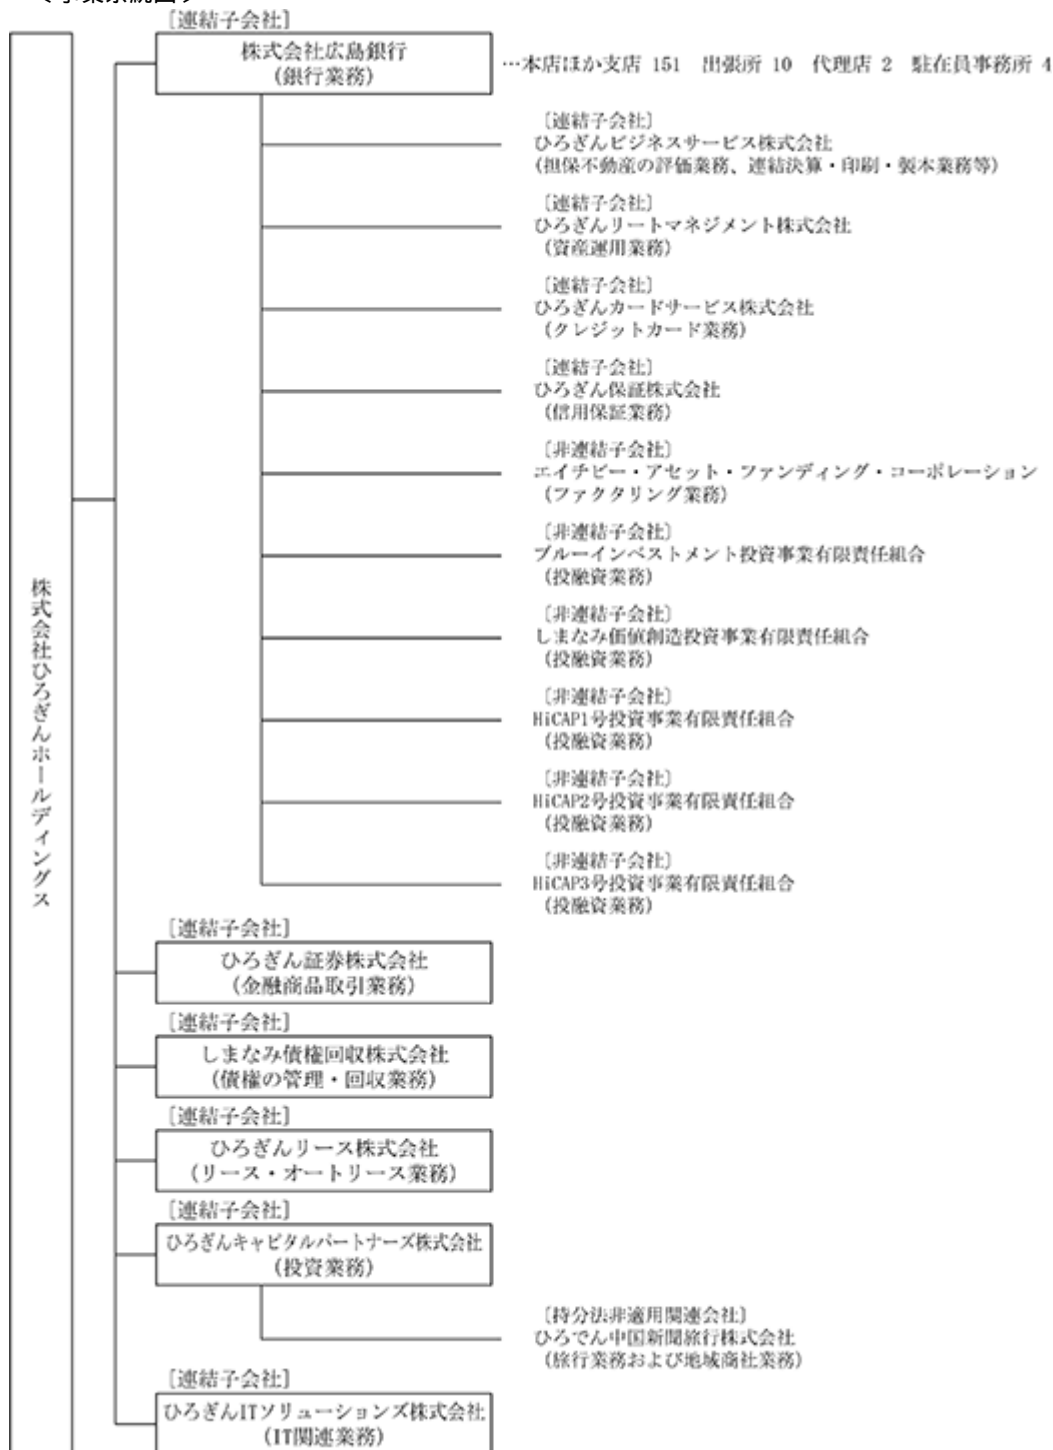 [連結子会社]
株式会社広島銀行
(銀行業務)
…本店ほか支店 151 出張所 10 代理店 2 駐在員事務所 4
[連結子会社]
ひろぎんビジネスサービス株式会社
(担保不動産の評価業務、連結決算・印刷・製本業務等)
[連結子会社]
ひろぎんリートマネジメント株式会社
(資産運用業務)
[連結子会社]
ひろぎんカードサービス株式会社
(クレジットカード業務)
[連結子会社]
ひろぎん保証株式会社
(信用保証業務)
[非連結子会社]
エイチビー・アセット・ファンディング・コーポレーション
(ファクタリング業務)
[非連結子会社]
ブルーインベストメント投資事業有限責任組合
(投融資業務)
[非連結子会社]
しまなみ価値創造投資事業有限責任組合
(投融資業務)
[非連結子会社]
HiCAP1号投資事業有限責任組合
(投融資業務)
[非連結子会社]
HiCAP2号投資事業有限責任組合
(投融資業務)
[非連結子会社]
HiCAP3号投資事業有限責任組合
(投融資業務)
株式会社ひろぎんホールディングス
[連結子会社]
ひろぎん証券株式会社
(金融商品取引業務)
[連結子会社]
しまなみ債権回収株式会社
(債権の管理・回収業務)
[連結子会社]
ひろぎんリース株式会社
(リース・オートリース業務)
[連結子会社]
ひろぎんキャピタルパートナーズ株式会社
(投資業務)
[持分法非適用関連会社]
ひろでん中国新聞旅行株式会社
(旅行業務および地域商社業務)
[連結子会社]
ひろぎんITソリューションズ株式会社
(IT関連業務)